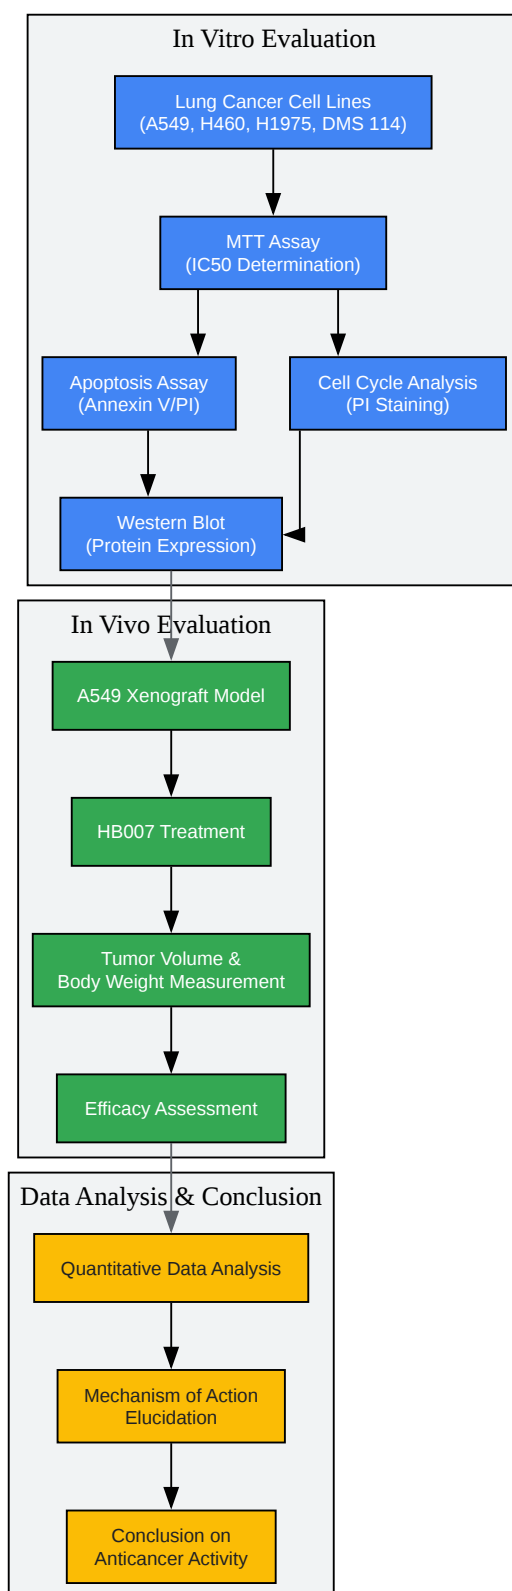 In Vitro Evaluation
Lung Cancer Cell Lines
(A549, H460, H1975, DMS 114)
MTT Assay
(IC50 Determination)
Apoptosis Assay
(Annexin V/PI)
Cell Cycle Analysis
(PI Staining)
Western Blot
(Protein Expression)
In Vivo Evaluation
A549 Xenograft Model
HB007 Treatment
Tumor Volume &
Body Weight Measurement
Efficacy Assessment
Data Analysis & Conclusion
Quantitative Data Analysis
Mechanism of Action
Elucidation
Conclusion on
Anticancer Activity